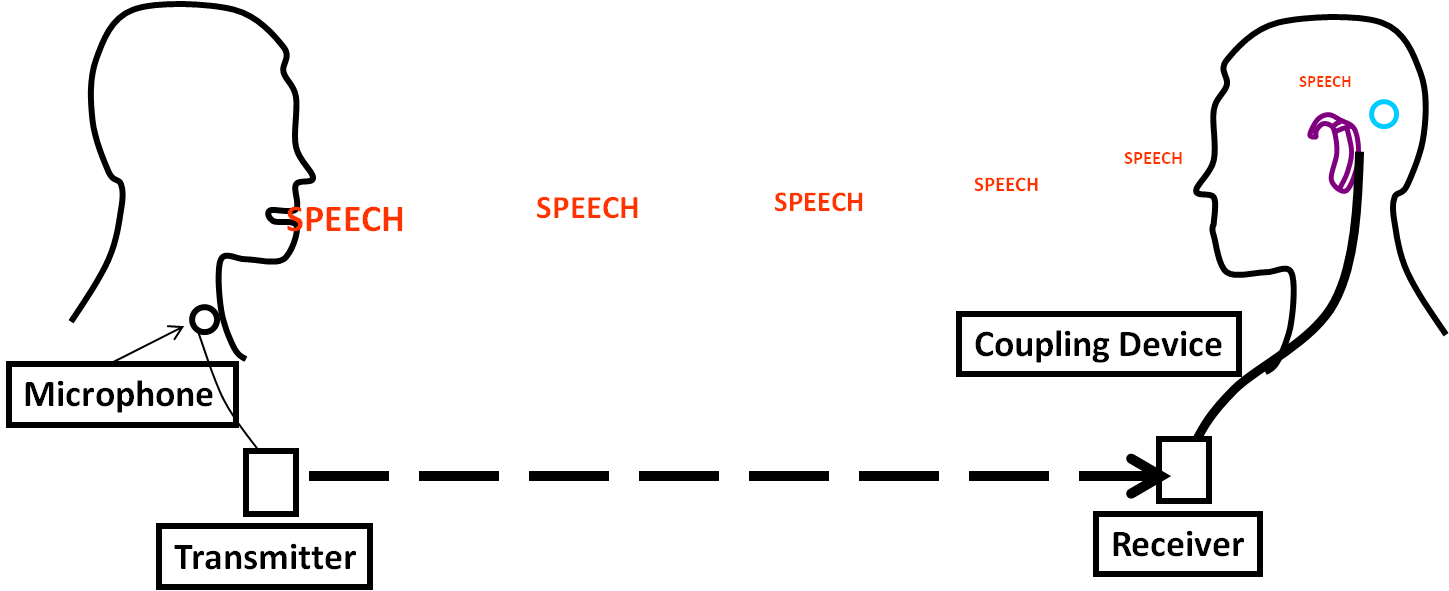 SPEECH
SPEECH
SPEECH
SPEECH
SPEECH
SPEECH
Coupling Device
Microphone
Transmitter
Receiver